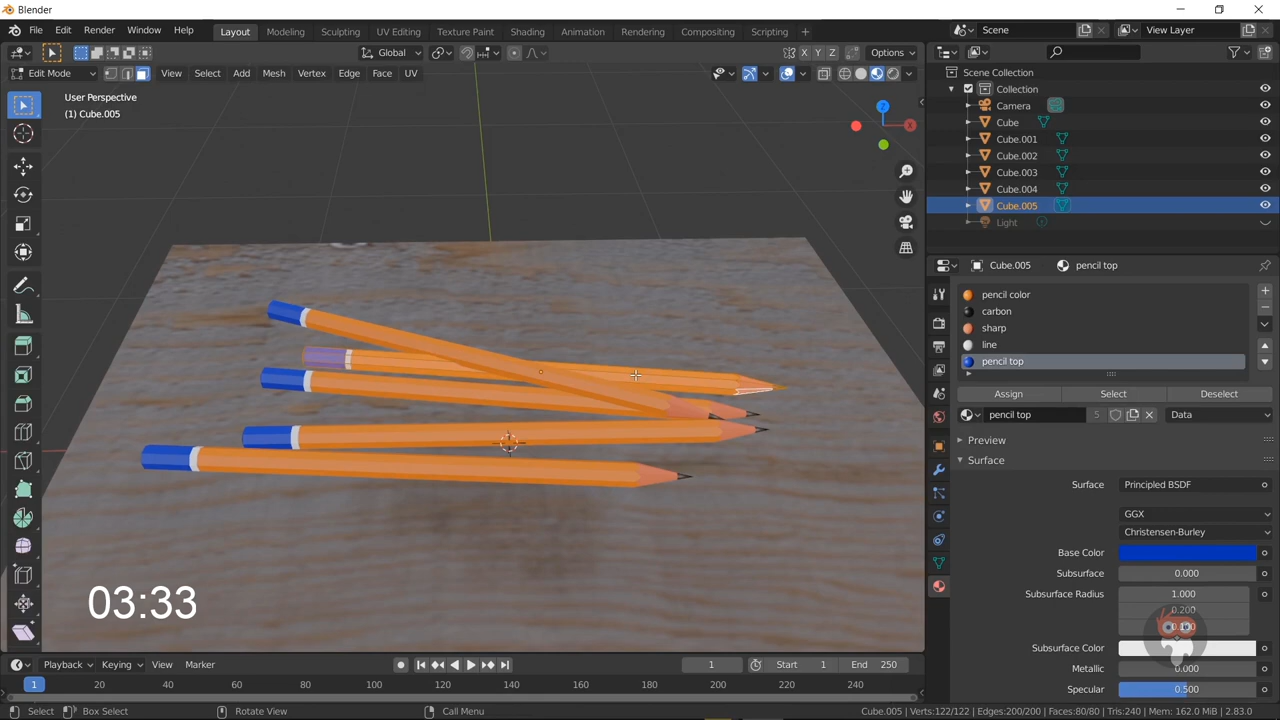 Blender
File Edit Render Window Help Layout Modeling Sculpting UV Editing Texture Paint Shading Animation Rendering Compositing Scripting Scene View Layer
Global Options
Edit Mode View Select Add Mesh Vertex Edge Face UV
X Y Z
User Perspective
(1) Cube.005
Z
X
Scene Collection
Collection
Camera
Cube
Cube.001
Cube.002
Cube.003
Cube.004
Cube.005
Light
Cube.005 pencil top
pencil color
carbon
sharp
line
pencil top
Assign Select Deselect
pencil top 5 Data
Preview
Surface
Surface Principled BSDF
GGX
Christensen-Burley
Base Color
Subsurface 0.000
Subsurface Radius 1.000
0.200
Subsurface Color
Metallic 0.000
Specular 0.500
03:33
Playback Keying View Marker 1 Start 1 End 250
1 20 40 60 80 100 120 140 160 180 200 220 240
Select Box Select Rotate View Call Menu Cube.005 | Verts:122/122 | Edges:200/200 | Faces:80/80 | Tris:240 | Mem: 162.0 MiB | 2.83.0